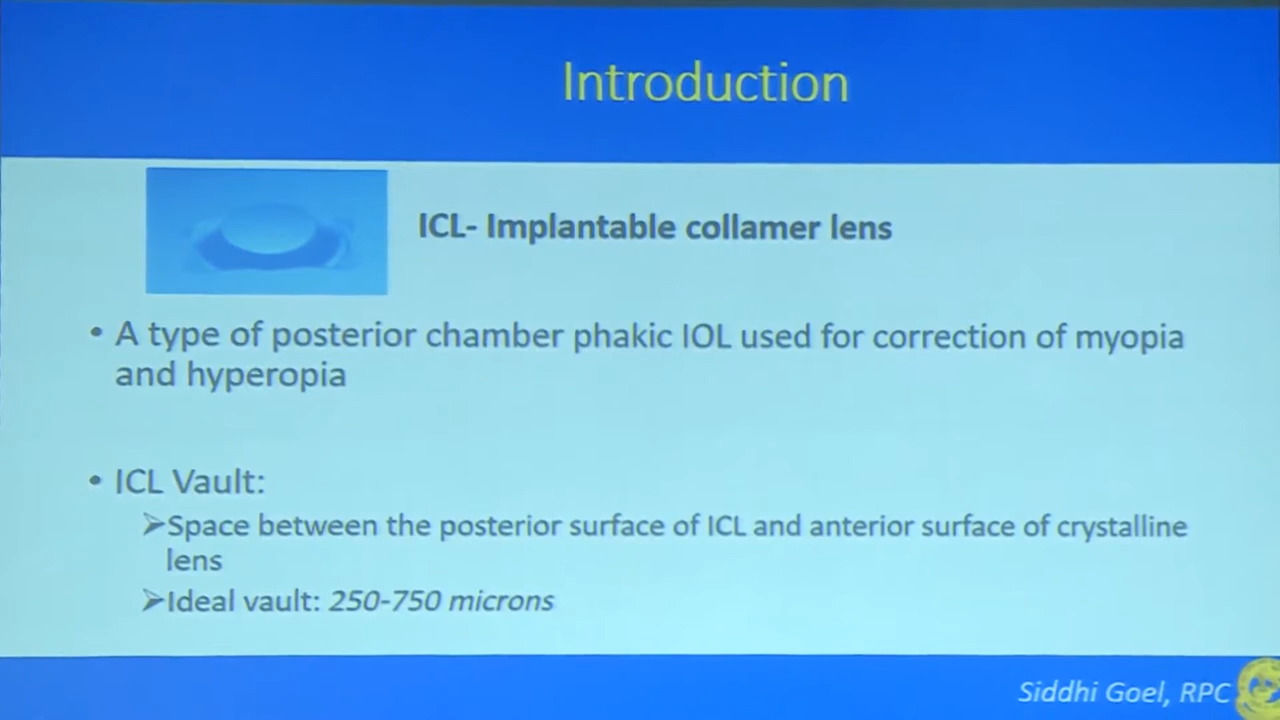 Introduction
ICL- Implantable collamer lens
• A type of posterior chamber phakic IOL used for correction of myopia
and hyperopia
• ICL Vault:
➢Space between the posterior surface of ICL and anterior surface of crystalline
lens
➢Ideal vault: 250-750 microns
Siddhi Goel, RPC